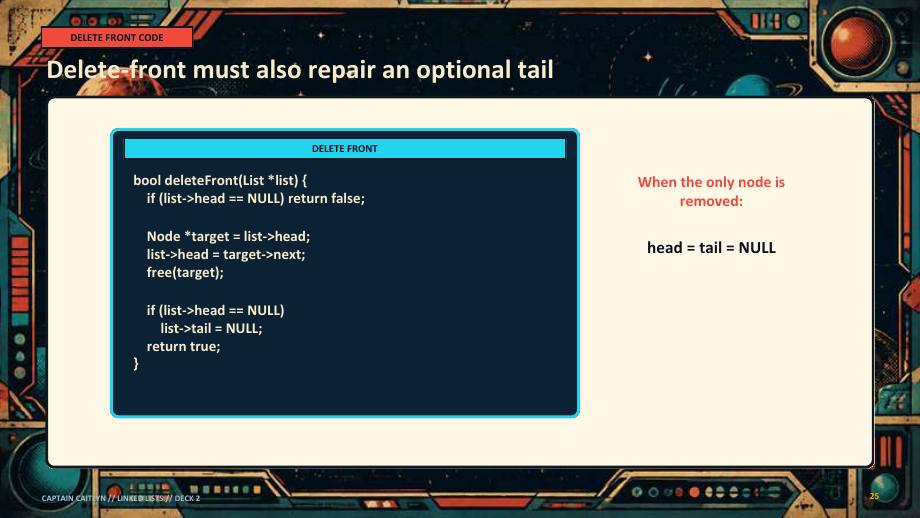 DELETE FRONT CODE
Delete-front must also repair an optional tail
DELETE FRONT
bool deleteFront(List *list) {
    if (list->head == NULL) return false;

    Node *target = list->head;
    list->head = target->next;
    free(target);

    if (list->head == NULL)
        list->tail = NULL;
    return true;
}
When the only node is
removed:
head = tail = NULL
CAPTAIN CAITLYN // LINKED LISTS // DECK 2
25